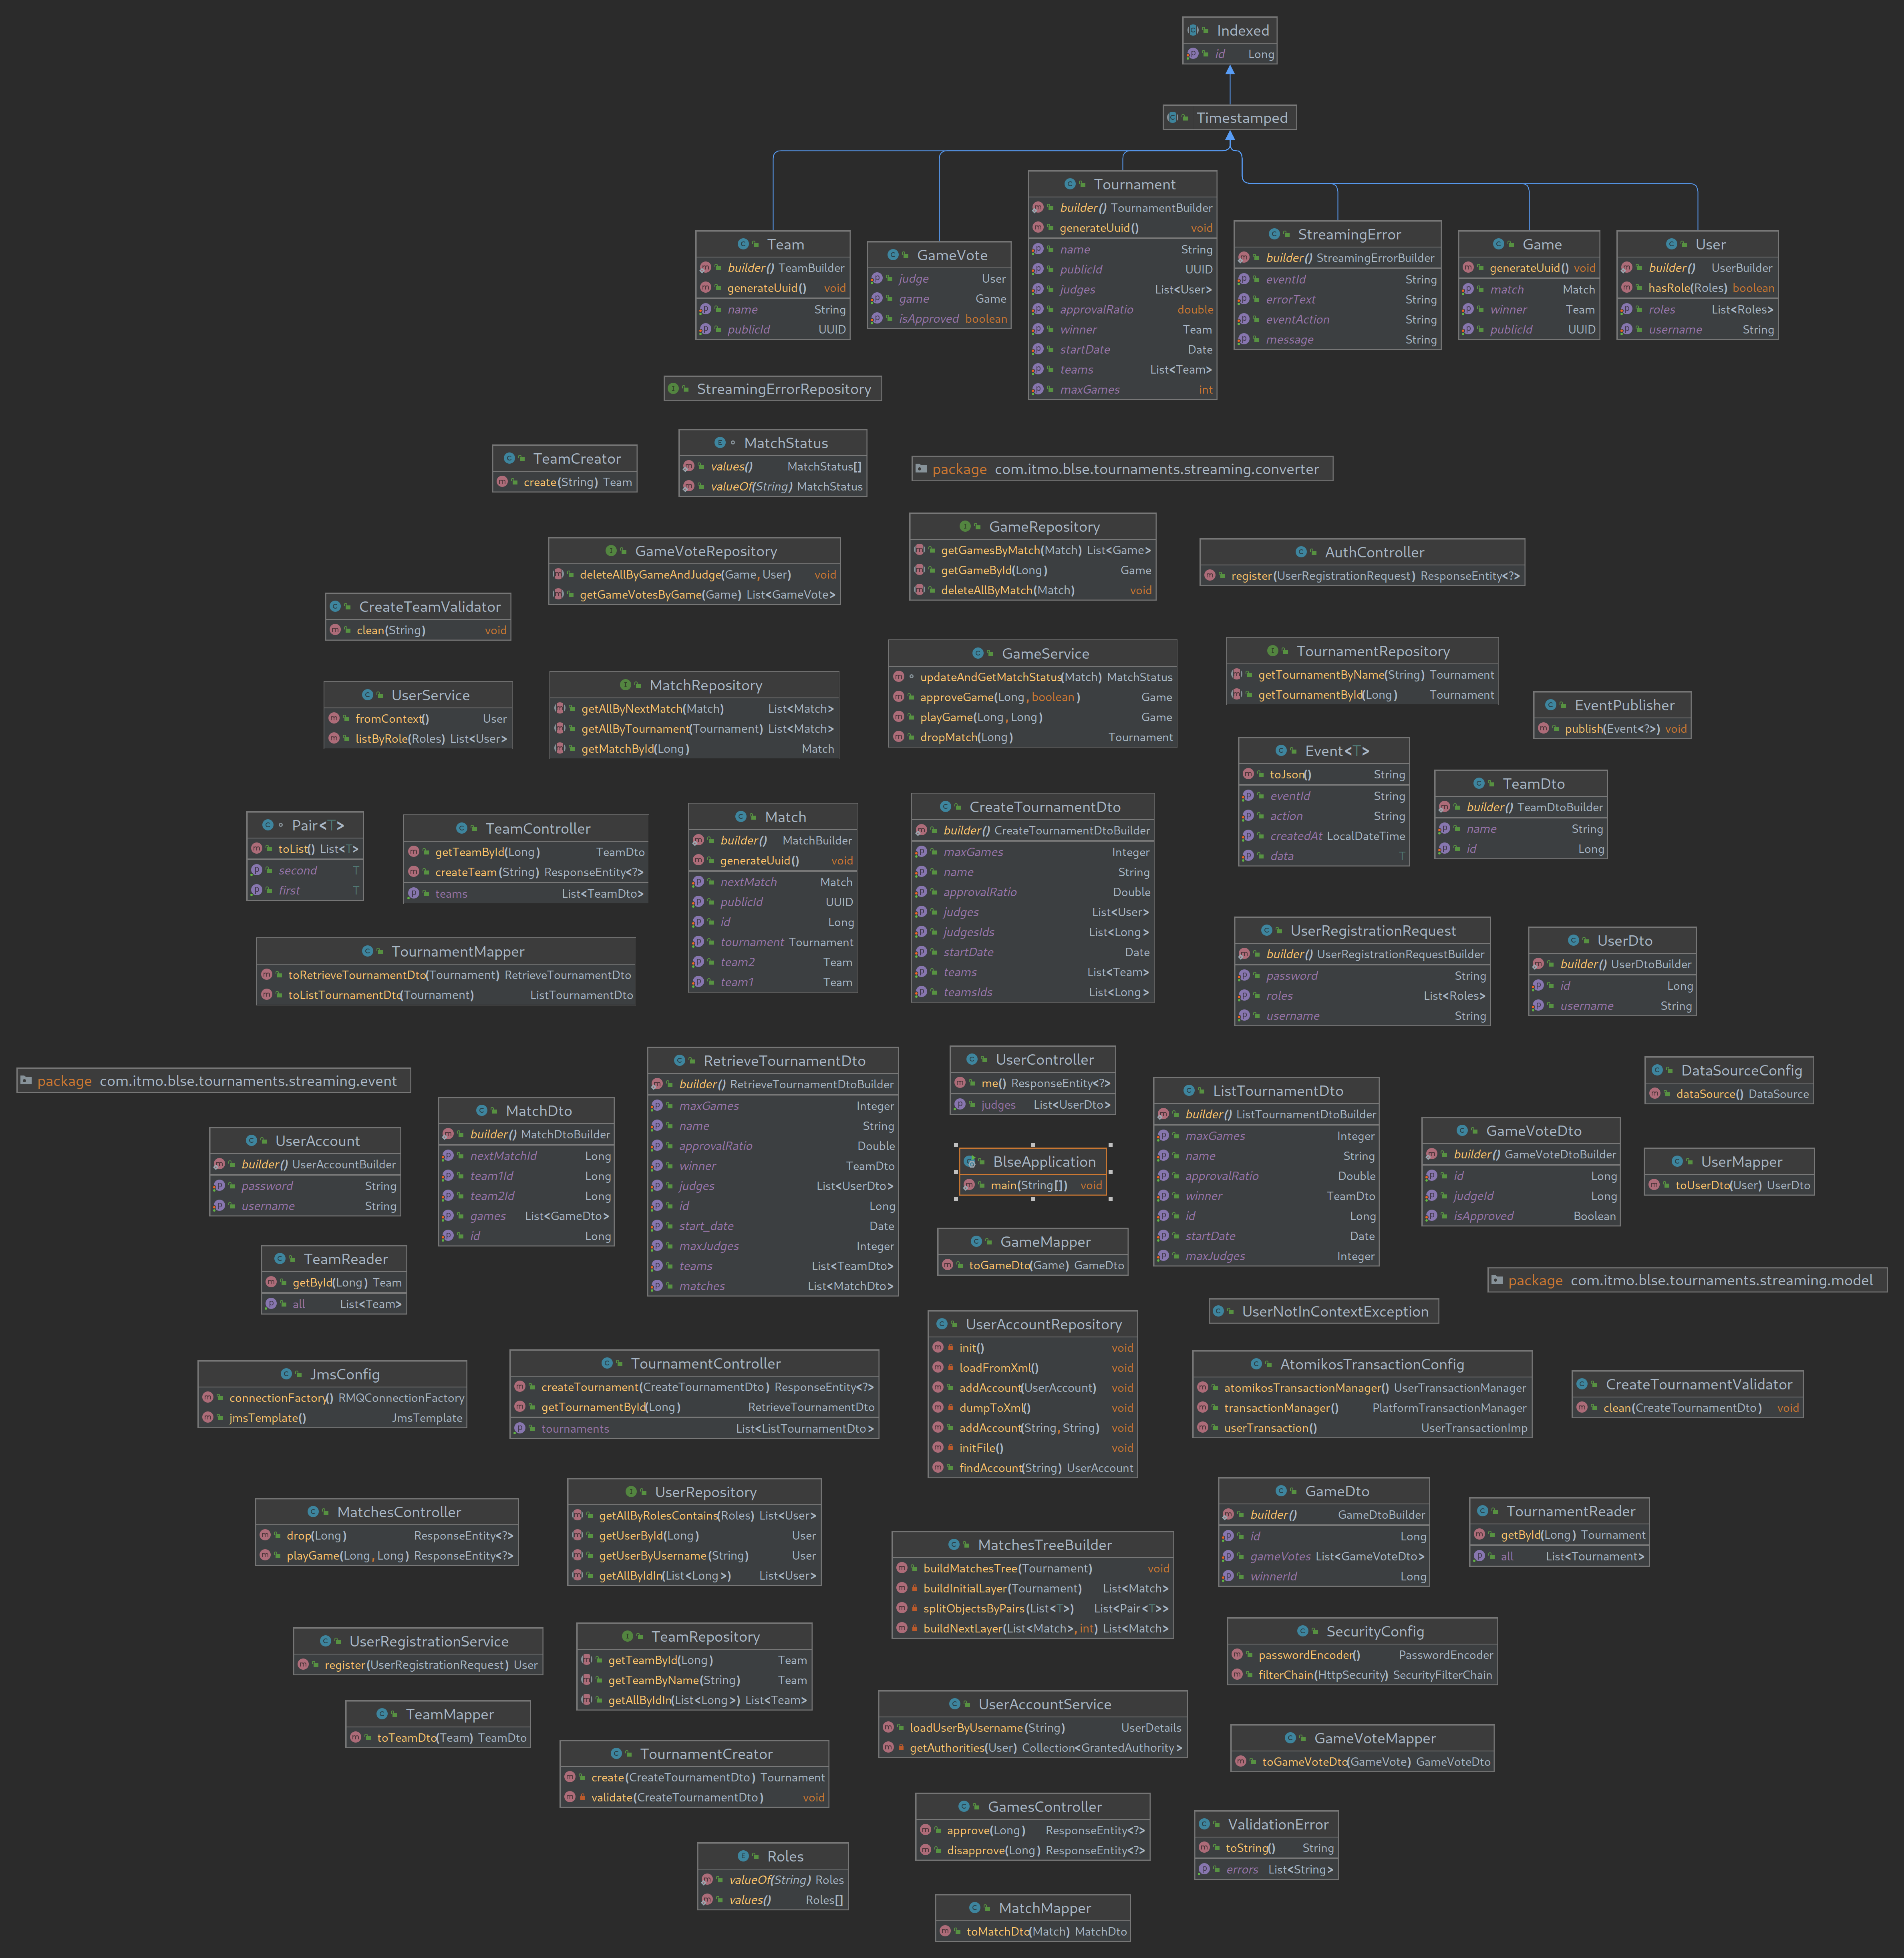 Indexed
id Long
Timestamped
Team
builder() TeamBuilder
generateUuid() void
name String
publicId UUID
GameVote
judge User
game Game
isApproved boolean
Tournament
builder() TournamentBuilder
generateUuid() void
name String
publicId UUID
judges List<User>
approvalRatio double
winner Team
startDate Date
teams List<Team>
maxGames int
StreamingError
builder() StreamingErrorBuilder
eventId String
errorText String
eventAction String
message String
Game
generateUuid() void
match Match
winner Team
publicId UUID
User
builder() UserBuilder
hasRole(Roles) boolean
roles List<Roles>
username String
StreamingErrorRepository
TeamCreator
create(String) Team
MatchStatus
values() MatchStatus[]
valueOf(String) MatchStatus
package com.itmo.blse.tournaments.streaming.converter
GameVoteRepository
deleteAllByGameAndJudge(Game, User) void
getGameVotesByGame(Game) List<GameVote>
GameRepository
getGamesByMatch(Match) List<Game>
getGameById(Long) Game
deleteAllByMatch(Match) void
AuthController
register(UserRegistrationRequest) ResponseEntity<?>
CreateTeamValidator
clean(String) void
UserService
fromContext() User
listByRole(Roles) List<User>
MatchRepository
getAllByNextMatch(Match) List<Match>
getAllByTournament(Tournament) List<Match>
getMatchById(Long) Match
GameService
updateAndGetMatchStatus(Match) MatchStatus
approveGame(Long, boolean) Game
playGame(Long, Long) Game
dropMatch(Long) Tournament
TournamentRepository
getTournamentByName(String) Tournament
getTournamentById(Long) Tournament
EventPublisher
publish(Event<?>) void
Event<T>
toJson() String
eventId String
action String
createdAt LocalDateTime
data T
TeamDto
builder() TeamDtoBuilder
name String
id Long
Pair<T>
toList() List<T>
second T
first T
TeamController
getTeamById(Long) TeamDto
createTeam(String) ResponseEntity<?>
teams List<TeamDto>
Match
builder() MatchBuilder
generateUuid() void
nextMatch Match
publicId UUID
id Long
tournament Tournament
team2 Team
team1 Team
CreateTournamentDto
builder() CreateTournamentDtoBuilder
maxGames Integer
name String
approvalRatio Double
judges List<User>
judgesIds List<Long>
startDate Date
teams List<Team>
teamsIds List<Long>
TournamentMapper
toRetrieveTournamentDto(Tournament) RetrieveTournamentDto
toListTournamentDto(Tournament) ListTournamentDto
UserRegistrationRequest
builder() UserRegistrationRequestBuilder
password String
roles List<Roles>
username String
UserDto
builder() UserDtoBuilder
id Long
username String
package com.itmo.blse.tournaments.streaming.event
UserAccount
builder() UserAccountBuilder
password String
username String
MatchDto
builder() MatchDtoBuilder
nextMatchId Long
team1Id Long
team2Id Long
games List<GameDto>
id Long
RetrieveTournamentDto
builder() RetrieveTournamentDtoBuilder
maxGames Integer
name String
approvalRatio Double
winner TeamDto
judges List<UserDto>
id Long
start_date Date
maxJudges Integer
teams List<TeamDto>
matches List<MatchDto>
UserController
me() ResponseEntity<?>
judges List<UserDto>
BlseApplication
main(String[]) void
GameMapper
toGameDto(Game) GameDto
ListTournamentDto
builder() ListTournamentDtoBuilder
maxGames Integer
name String
approvalRatio Double
winner TeamDto
id Long
startDate Date
maxJudges Integer
DataSourceConfig
dataSource() DataSource
GameVoteDto
builder() GameVoteDtoBuilder
id Long
judgeId Long
isApproved Boolean
UserMapper
toUserDto(User) UserDto
TeamReader
getById(Long) Team
all List<Team>
package com.itmo.blse.tournaments.streaming.model
UserNotInContextException
JmsConfig
connectionFactory() RMQConnectionFactory
jmsTemplate() JmsTemplate
TournamentController
createTournament(CreateTournamentDto) ResponseEntity<?>
getTournamentById(Long) RetrieveTournamentDto
tournaments List<ListTournamentDto>
UserAccountRepository
init() void
loadFromXml() void
addAccount(UserAccount) void
dumpToXml() void
addAccount(String, String) void
initFile() void
findAccount(String) UserAccount
AtomikosTransactionConfig
atomikosTransactionManager() UserTransactionManager
transactionManager() PlatformTransactionManager
userTransaction() UserTransactionImp
CreateTournamentValidator
clean(CreateTournamentDto) void
MatchesController
drop(Long) ResponseEntity<?>
playGame(Long, Long) ResponseEntity<?>
UserRepository
getAllByRolesContains(Roles) List<User>
getUserById(Long) User
getUserByUsername(String) User
getAllByIdIn(List<Long>) List<User>
MatchesTreeBuilder
buildMatchesTree(Tournament) void
buildInitialLayer(Tournament) List<Match>
splitObjectsByPairs(List<T>) List<Pair<T>>
buildNextLayer(List<Match>, int) List<Match>
GameDto
builder() GameDtoBuilder
id Long
gameVotes List<GameVoteDto>
winnerId Long
TournamentReader
getById(Long) Tournament
all List<Tournament>
UserRegistrationService
register(UserRegistrationRequest) User
TeamRepository
getTeamById(Long) Team
getTeamByName(String) Team
getAllByIdIn(List<Long>) List<Team>
SecurityConfig
passwordEncoder() PasswordEncoder
filterChain(HttpSecurity) SecurityFilterChain
TeamMapper
toTeamDto(Team) TeamDto
UserAccountService
loadUserByUsername(String) UserDetails
getAuthorities(User) Collection<GrantedAuthority>
GameVoteMapper
toGameVoteDto(GameVote) GameVoteDto
TournamentCreator
create(CreateTournamentDto) Tournament
validate(CreateTournamentDto) void
GamesController
approve(Long) ResponseEntity<?>
disapprove(Long) ResponseEntity<?>
ValidationError
toString() String
errors List<String>
Roles
valueOf(String) Roles
values() Roles[]
MatchMapper
toMatchDto(Match) MatchDto